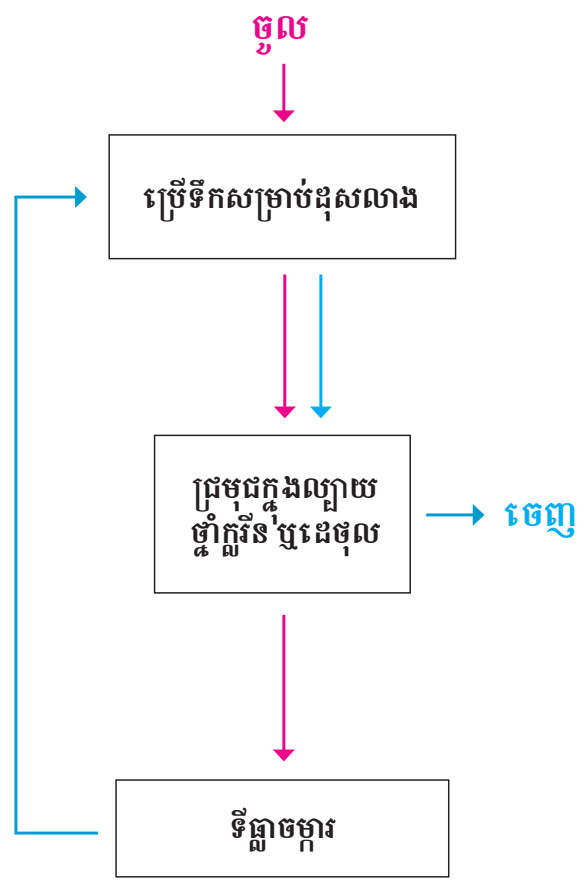 ចូល
ប្រើទឹកសម្រាប់ដុសលាង
ជ្រមុជក្នុងល្បាយ
ថ្នាំក្លរីន ឬដេថុល
ចេញ
ទីធ្លាចម្ការ